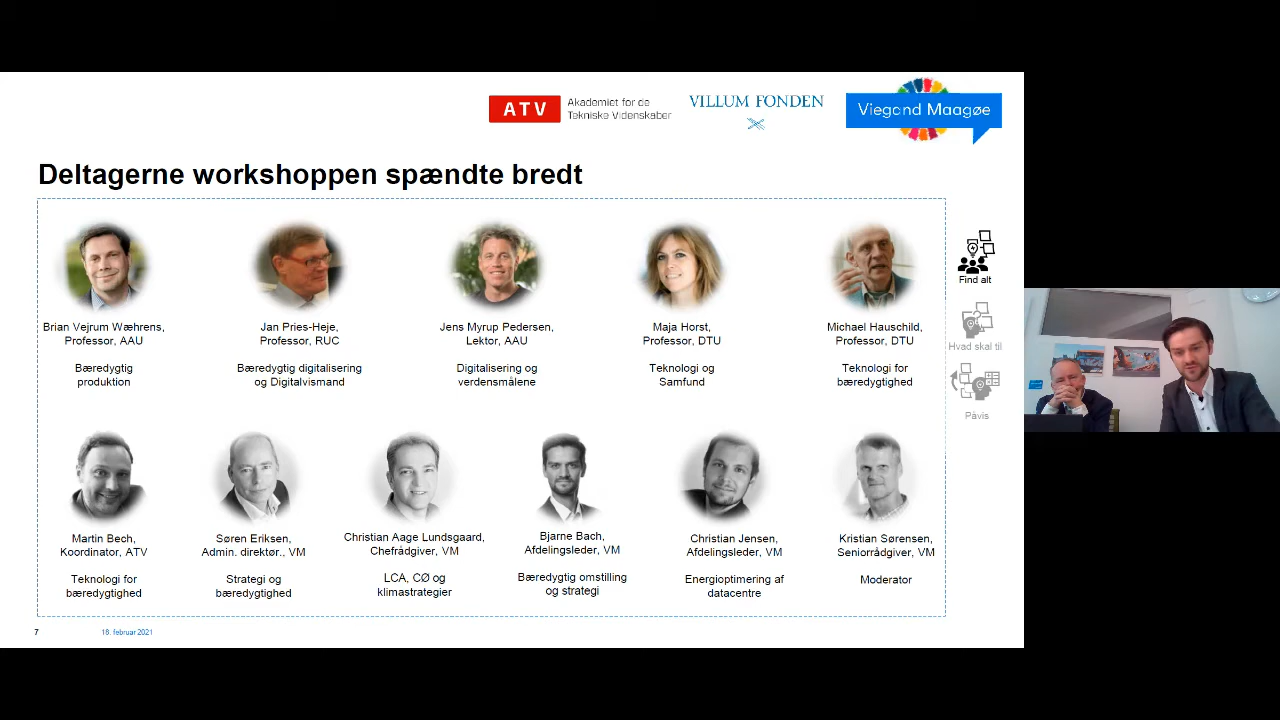 ATV
Akademiet for de
Tekniske Videnskaber
VILLUM FONDEN
Viegand Maagøe
Deltagerne workshoppen spændte bredt
Brian Vejrum Wæhrens,
Professor, AAU
Bæredygtig
produktion
Jan Pries-Heje,
Professor, RUC
Bæredygtig digitalisering
og Digitalvismand
Jens Myrup Pedersen,
Lektor, AAU
Digitalisering og
verdensmålene
Maja Horst,
Professor, DTU
Teknologi og
Samfund
Michael Hauschild,
Professor, DTU
Teknologi for
bæredygtighed
Find alt
Hvad skal til
Påvis
Martin Bech,
Koordinator, ATV
Teknologi for
bæredygtighed
Søren Eriksen,
Admin. direktør., VM
Strategi og
bæredygtighed
Christian Aage Lundsgaard,
Chefrådgiver, VM
LCA, CØ og
klimastrategier
Bjarne Bach,
Afdelingsleder, VM
Bæredygtig omstilling
og strategi
Christian Jensen,
Afdelingsleder, VM
Energioptimering af
datacentre
Kristian Sørensen,
Seniorrådgiver, VM
Moderator
7
18. februar 2021